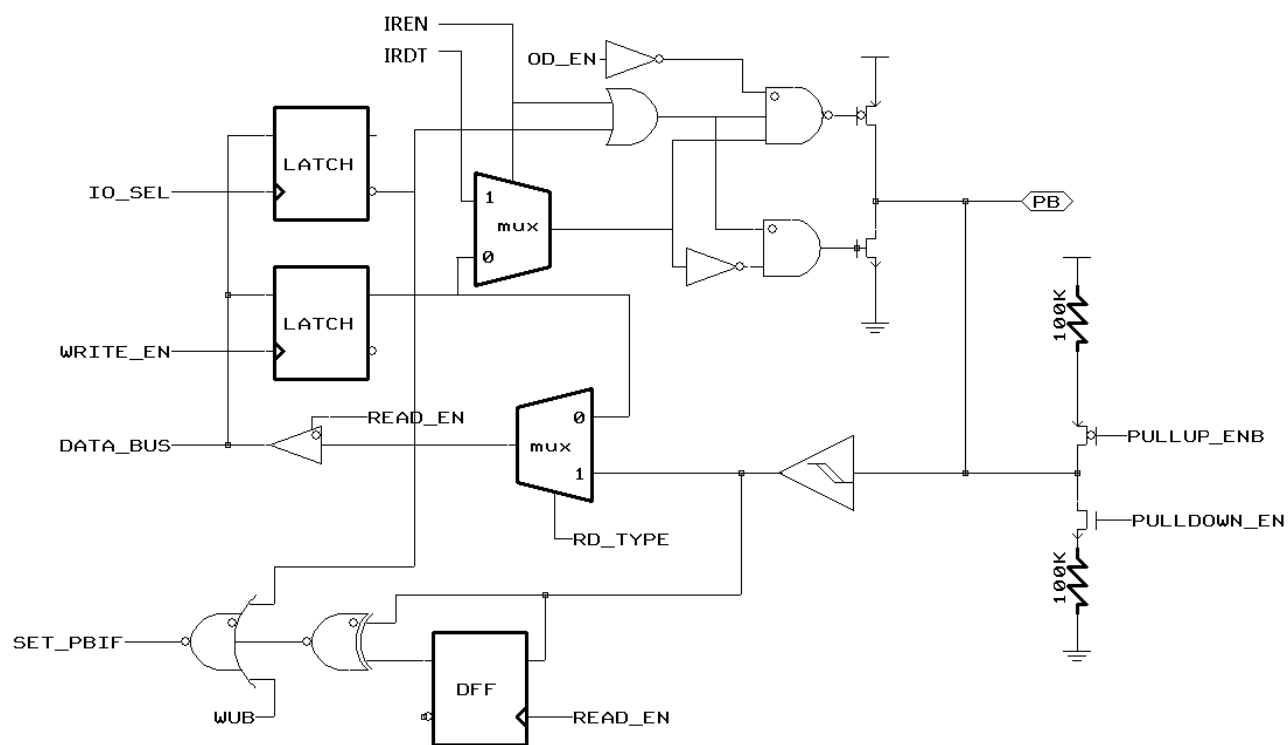 IREN
IRDT
OD_EN
LATCH
IO_SEL
1
mux
0
PB
LATCH
WRITE_EN
100K
READ_EN
DATA_BUS
0
mux
1
PULLUP_ENB
PULLDOWN_EN
RD_TYPE
100K
SET_PBIF
DFF
WUB
READ_EN